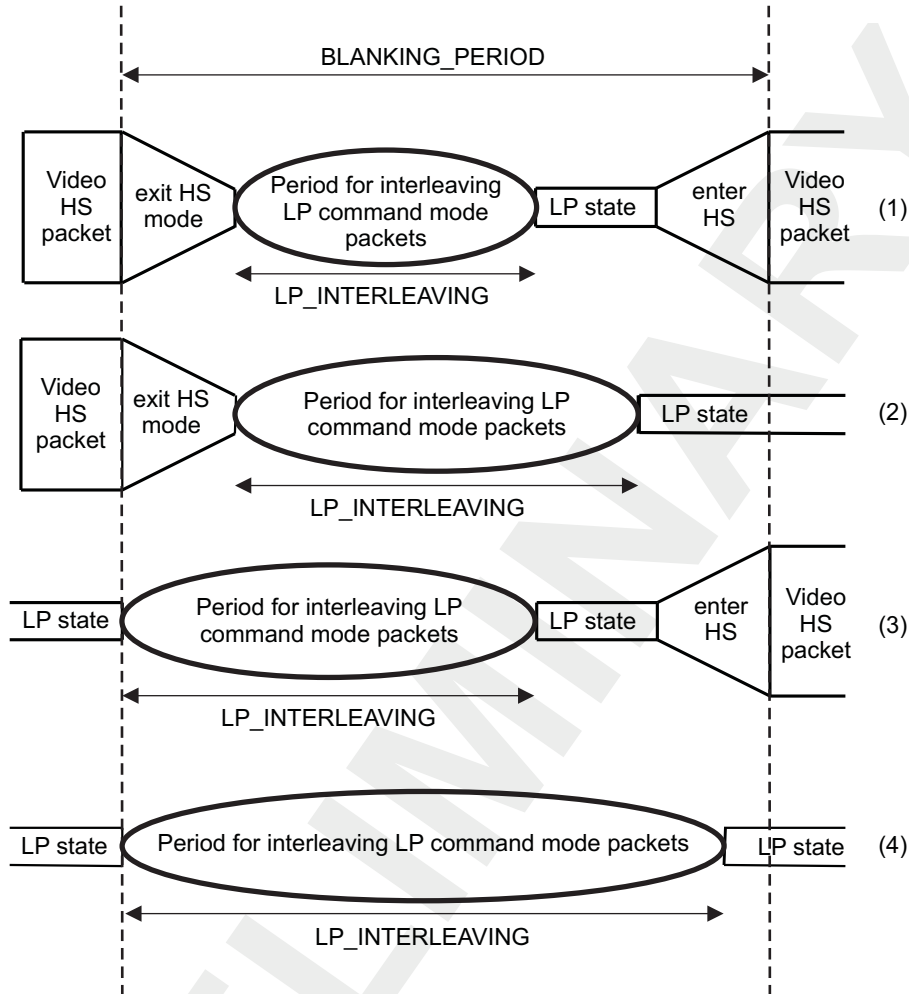 BLANKING_PERIOD
Video
HS
packet
exit HS
mode
Period for interleaving
LP command mode
packets
LP state
enter
HS
Video
HS
packet
(1)
LP_INTERLEAVING
Video
HS
packet
exit HS
mode
Period for interleaving LP
command mode packets
LP state
(2)
LP_INTERLEAVING
LP state
Period for interleaving LP
command mode packets
LP state
enter
HS
Video
HS
packet
(3)
LP_INTERLEAVING
LP state
Period for interleaving LP command mode packets
LP state
(4)
LP_INTERLEAVING
ELIMINARY